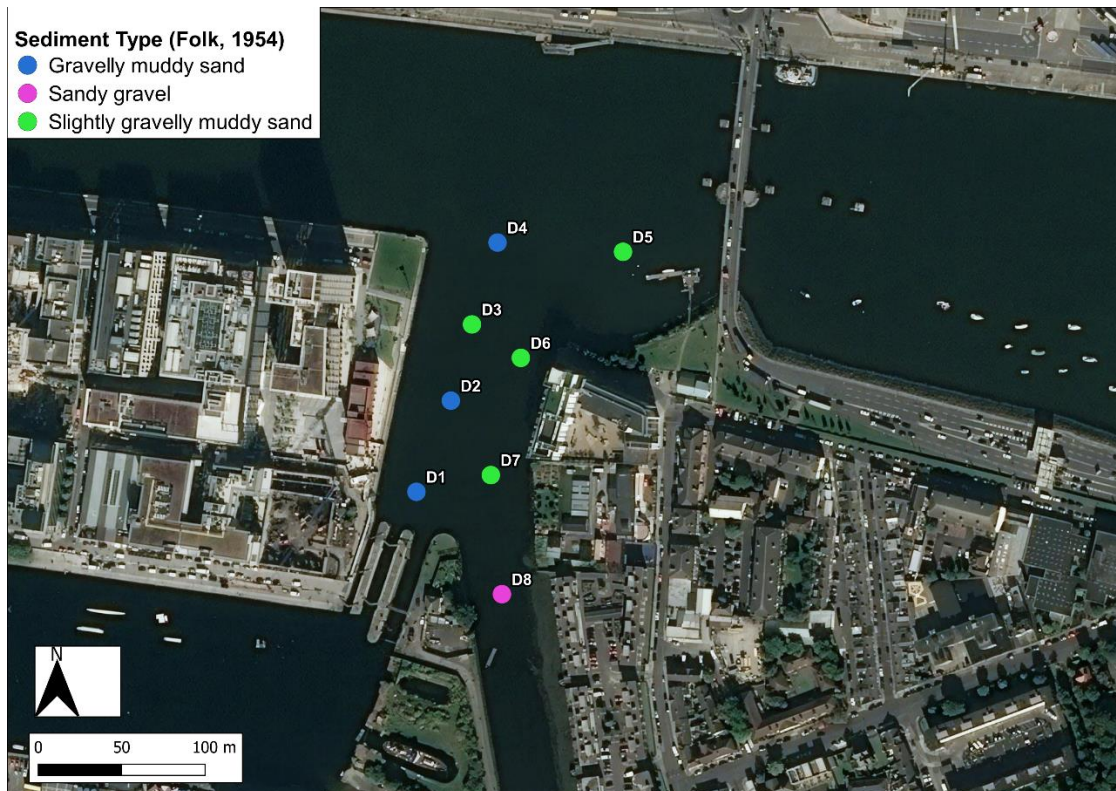 Sediment Type (Folk, 1954)
Gravelly muddy sand
Sandy gravel
Slightly gravelly muddy sand
D4
D5
D3
D6
D2
D7
D1
D8
N
0 50 100 m